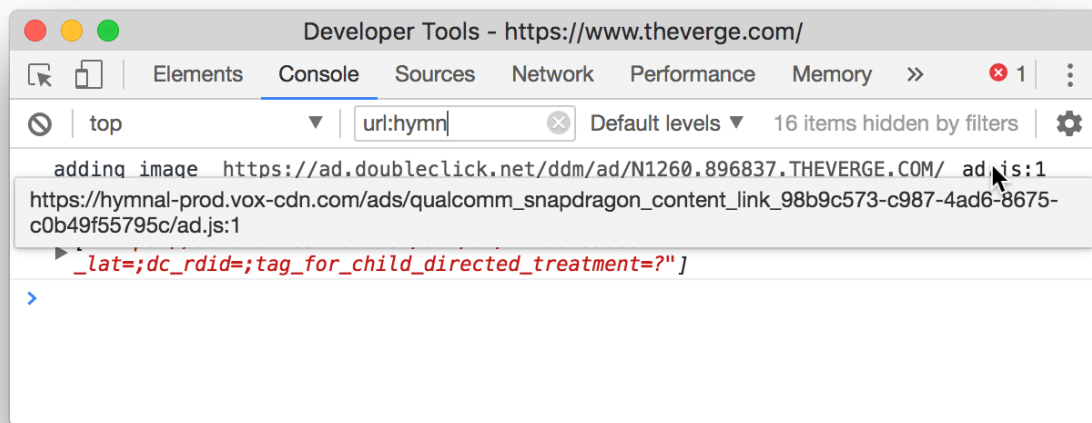 Developer Tools - https://www.theverge.com/
Elements Console Sources Network Performance Memory » 1
top ▼ url:hymn Default levels ▼ 16 items hidden by filters
adding image https://ad.doubleclick.net/ddm/ad/N1260.896837.THEVERGE.COM/ ad.js:1
https://hymnal-prod.vox-cdn.com/ads/qualcomm_snapdragon_content_link_98b9c573-c987-4ad6-8675-
c0b49f55795c/ad.js:1
_lat=;dc_rdid=;tag_for_child_directed_treatment=?"]